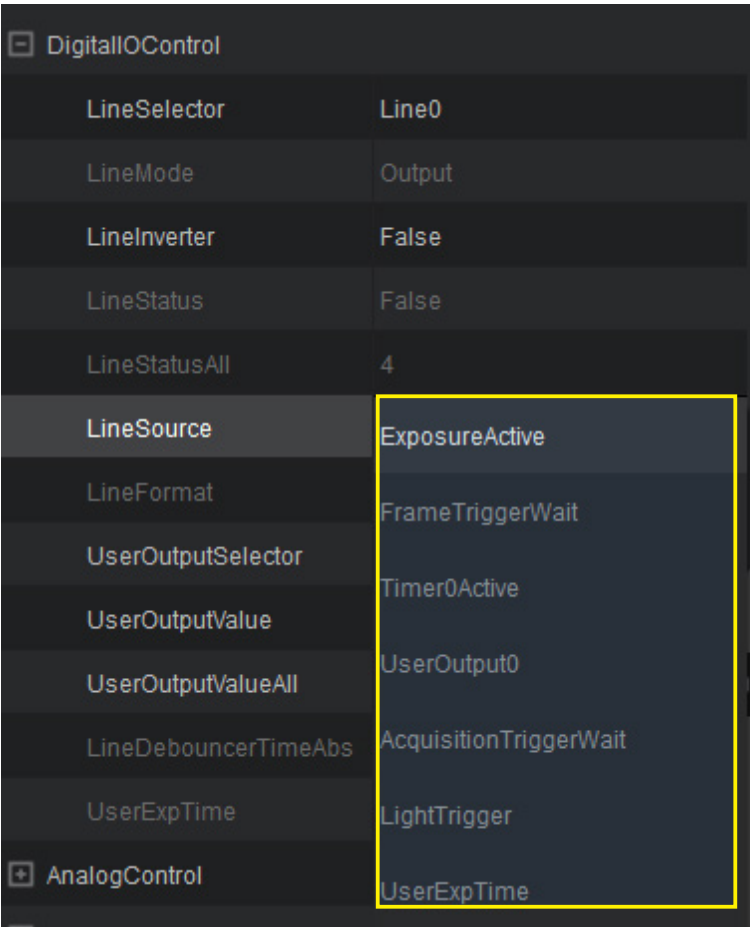 DigitalIOControl
LineSelector Line0
LineMode Output
LineInverter False
LineStatus False
LineStatusAll 4
LineSource ExposureActive
LineFormat FrameTriggerWait
UserOutputSelector Timer0Active
UserOutputValue
UserOutputValueAll UserOutput0
LineDebouncerTimeAbs AcquisitionTriggerWait
UserExpTime LightTrigger
AnalogControl UserExpTime